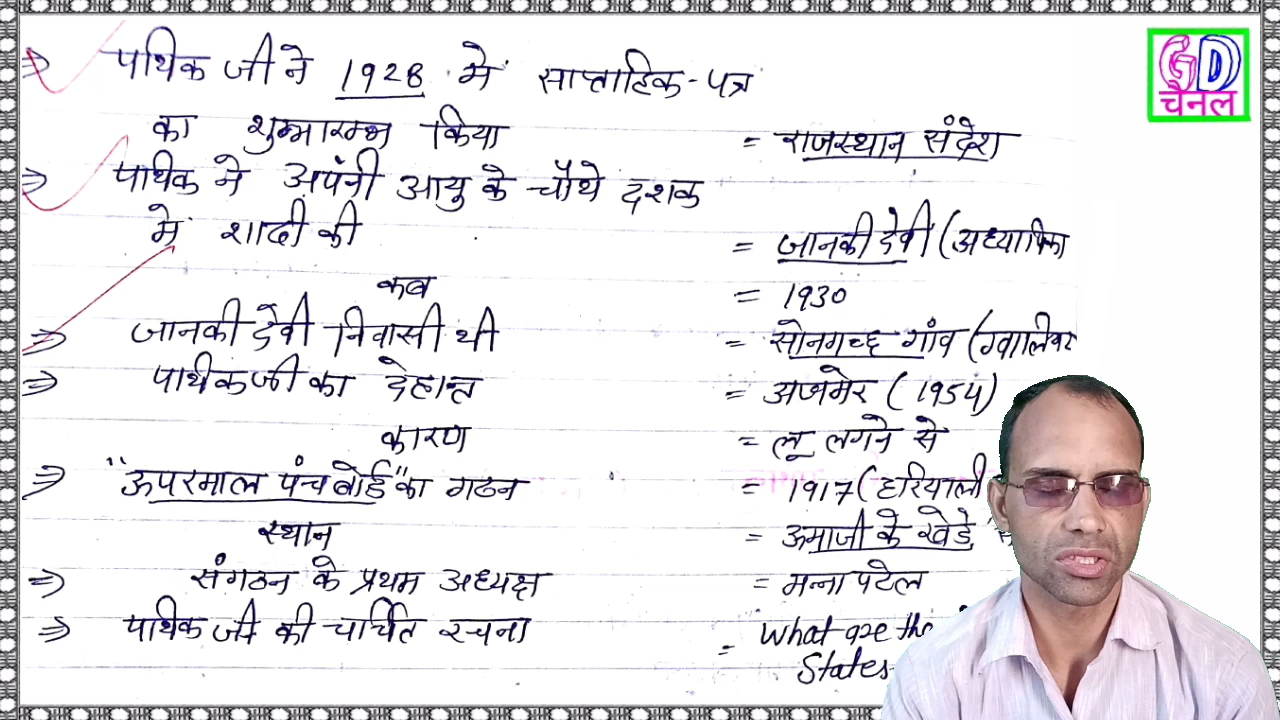 GD
चैनल
⇒ पथिक जी ने 1928 में साप्ताहिक-पत्र
का शुम्भारम्भ किया = राजस्थान संदेश
⇒ पथिक ने अपनी आयु के चौथे दशक
में शादी की = जानकी देवी (अध्यापिका
कब = 1930
⇒ जानकी देवी निवासी थी = सोनगच्छ गांव (ग्वालियर
⇒ पथिक जी का देहान्त = अजमेर (1954)
कारण = लू लगने से
⇒ "ऊपरमाल पंच बोर्ड" का गठन = 1917 (हरियाली
स्थान = ऊमाजी के खेडे
⇒ संगठन के प्रथम अध्यक्ष = मन्ना पटेल
⇒ पथिक जी की चर्चित रचना = What are the
States